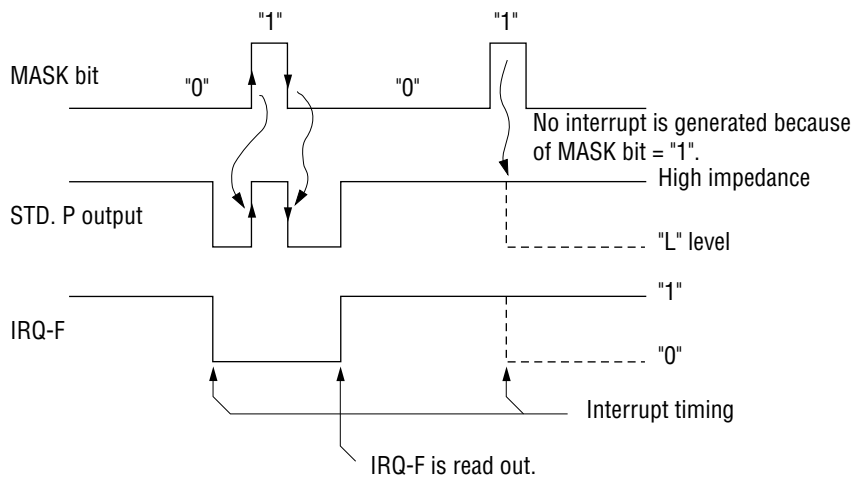 "1" "1"
MASK bit "0" "0"
No interrupt is generated because
of MASK bit = "1".
High impedance
STD. P output
"L" level
"1"
IRQ-F
"0"
Interrupt timing
IRQ-F is read out.